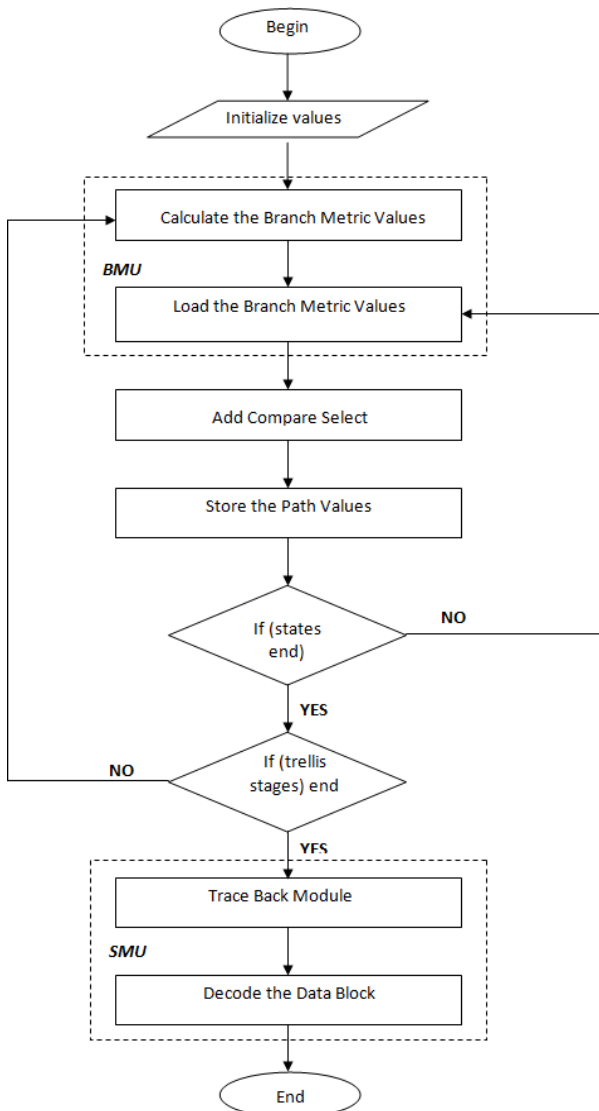 Begin
Initialize values
Calculate the Branch Metric Values
BMU
Load the Branch Metric Values
Add Compare Select
Store the Path Values
If (states
end)
NO
YES
If (trellis
stages) end
NO
YES
Trace Back Module
SMU
Decode the Data Block
End